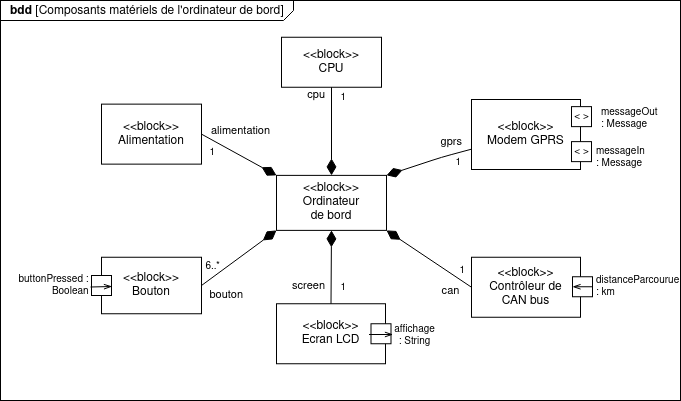 bdd [Composants matériels de l'ordinateur de bord]
<<block>>
CPU
cpu
1
<<block>>
Alimentation
alimentation
1
<<block>>
Modem GPRS
gprs
1
< >
messageOut
: Message
< >
messageIn
: Message
<<block>>
Ordinateur
de bord
<<block>>
Bouton
buttonPressed :
Boolean
6..*
bouton
screen
1
<<block>>
Ecran LCD
affichage
: String
1
can
<<block>>
Contrôleur de
CAN bus
distanceParcourue
: km